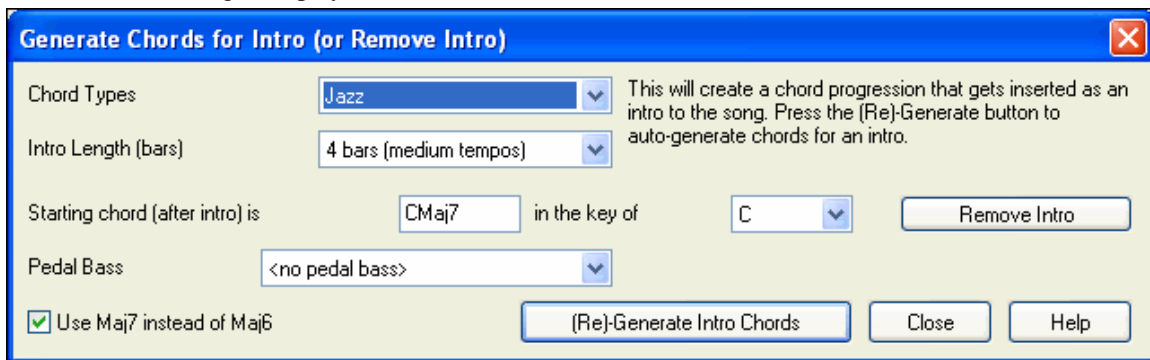 Generate Chords for Intro (or Remove Intro)
Chord Types Jazz
This will create a chord progression that gets inserted as an
intro to the song. Press the (Re)-Generate button to
auto-generate chords for an intro.
Intro Length (bars) 4 bars (medium tempos)
Starting chord (after intro) is CMaj7 in the key of C Remove Intro
Pedal Bass <no pedal bass>
Use Maj7 instead of Maj6 (Re)-Generate Intro Chords Close Help